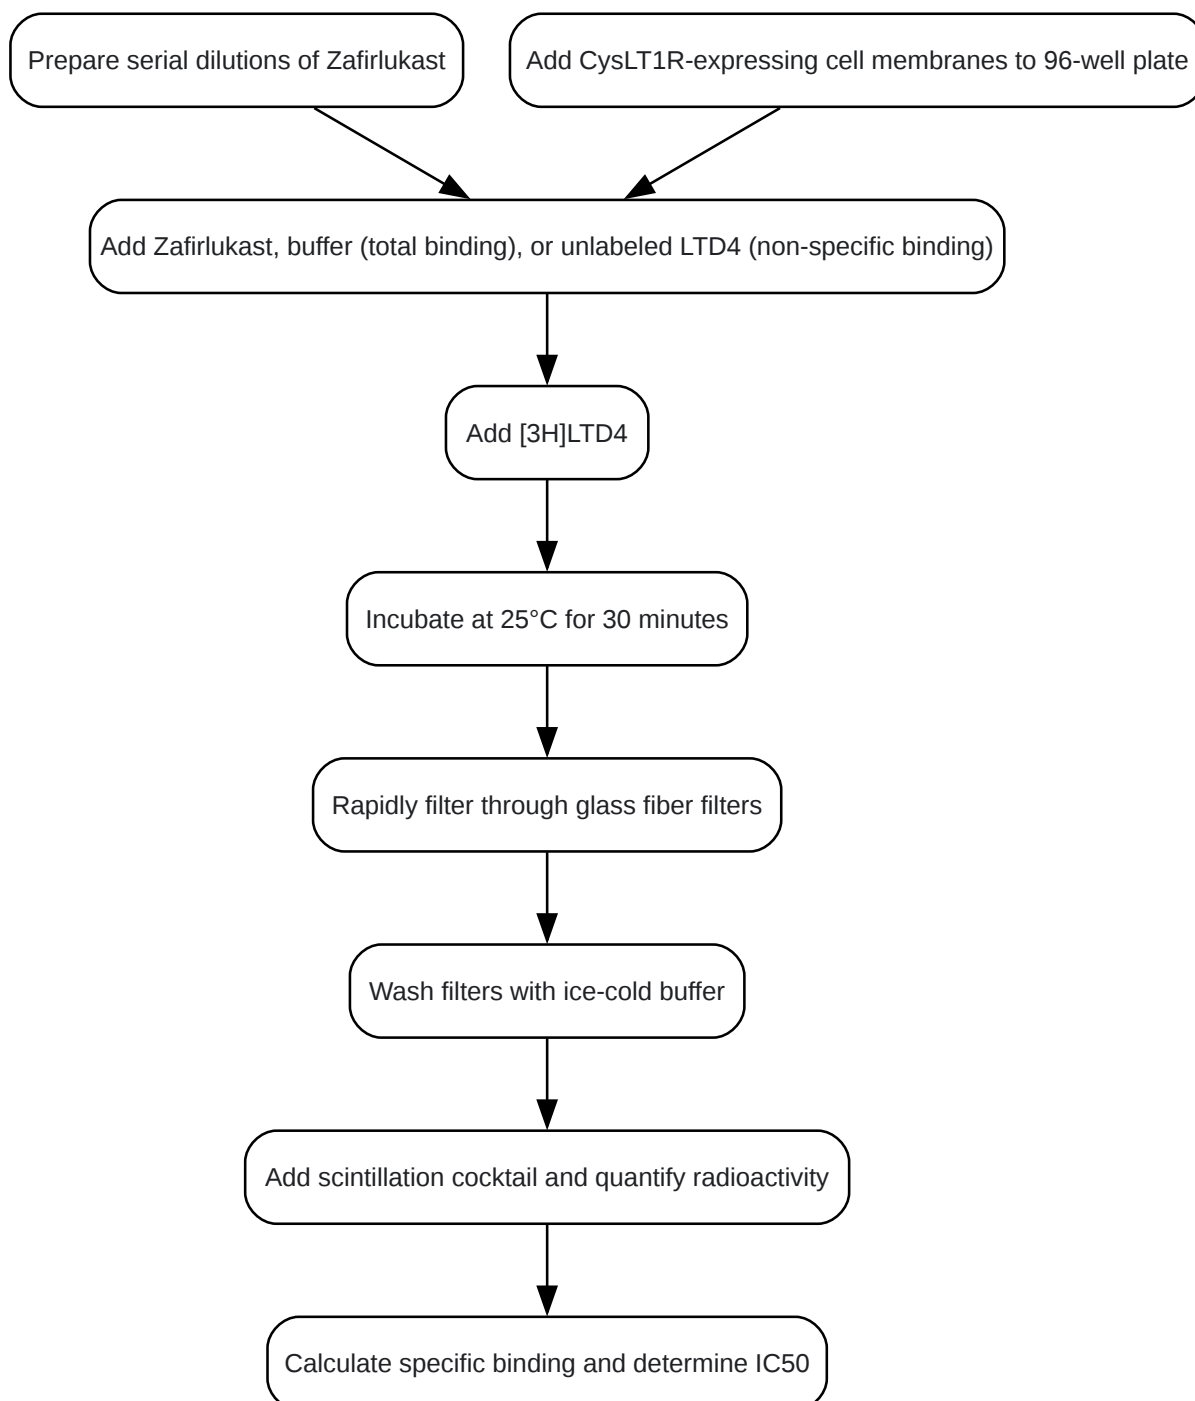 Prepare serial dilutions of Zafirlukast
Add CysLT1R-expressing cell membranes to 96-well plate
Add Zafirlukast, buffer (total binding), or unlabeled LTD4 (non-specific binding)
Add [3H]LTD4
Incubate at 25°C for 30 minutes
Rapidly filter through glass fiber filters
Wash filters with ice-cold buffer
Add scintillation cocktail and quantify radioactivity
Calculate specific binding and determine IC50